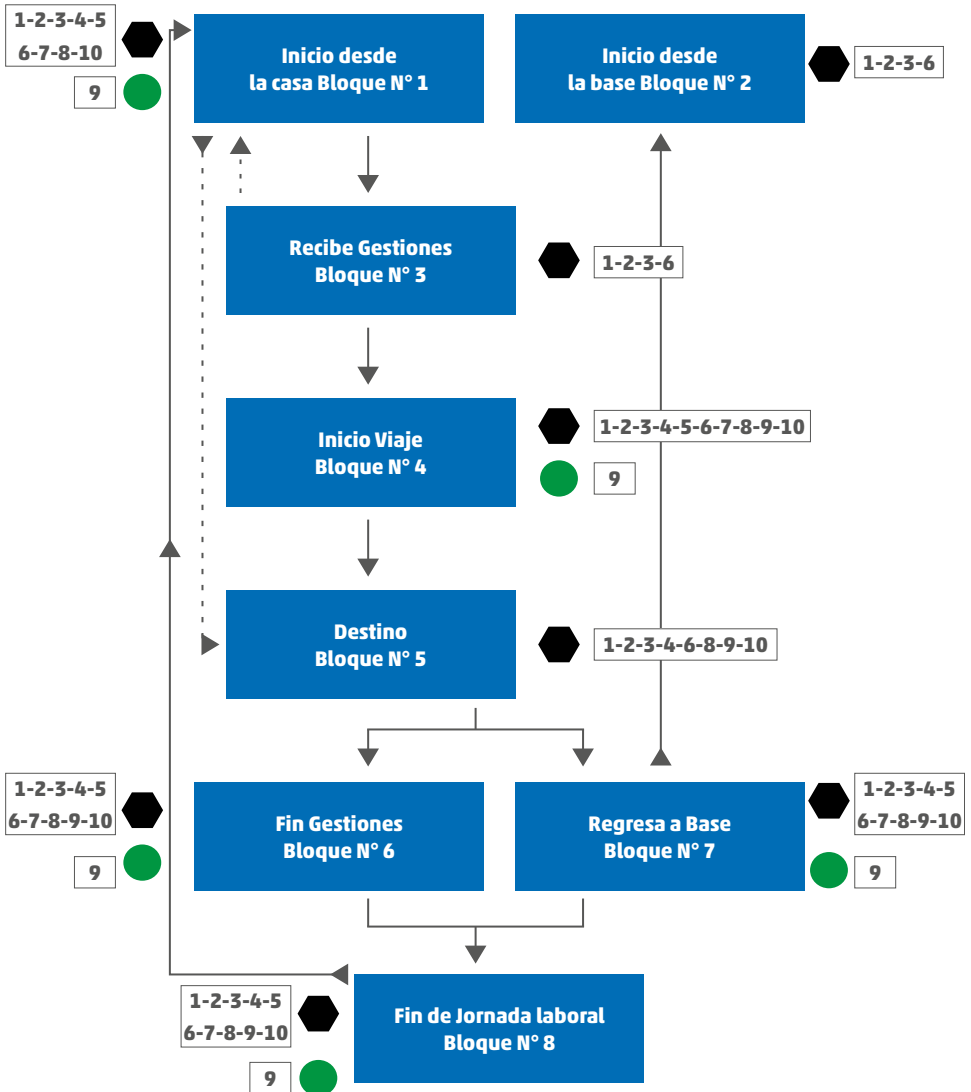 1-2-3-4-5
6-7-8-10
9
Inicio desde
la casa Bloque N° 1
Inicio desde
la base Bloque N° 2
1-2-3-6
Recibe Gestiones
Bloque N° 3
1-2-3-6
Inicio Viaje
Bloque N° 4
1-2-3-4-5-6-7-8-9-10
9
Destino
Bloque N° 5
1-2-3-4-6-8-9-10
1-2-3-4-5
6-7-8-9-10
9
Fin Gestiones
Bloque N° 6
Regresa a Base
Bloque N° 7
1-2-3-4-5
6-7-8-9-10
9
1-2-3-4-5
6-7-8-9-10
9
Fin de Jornada laboral
Bloque N° 8